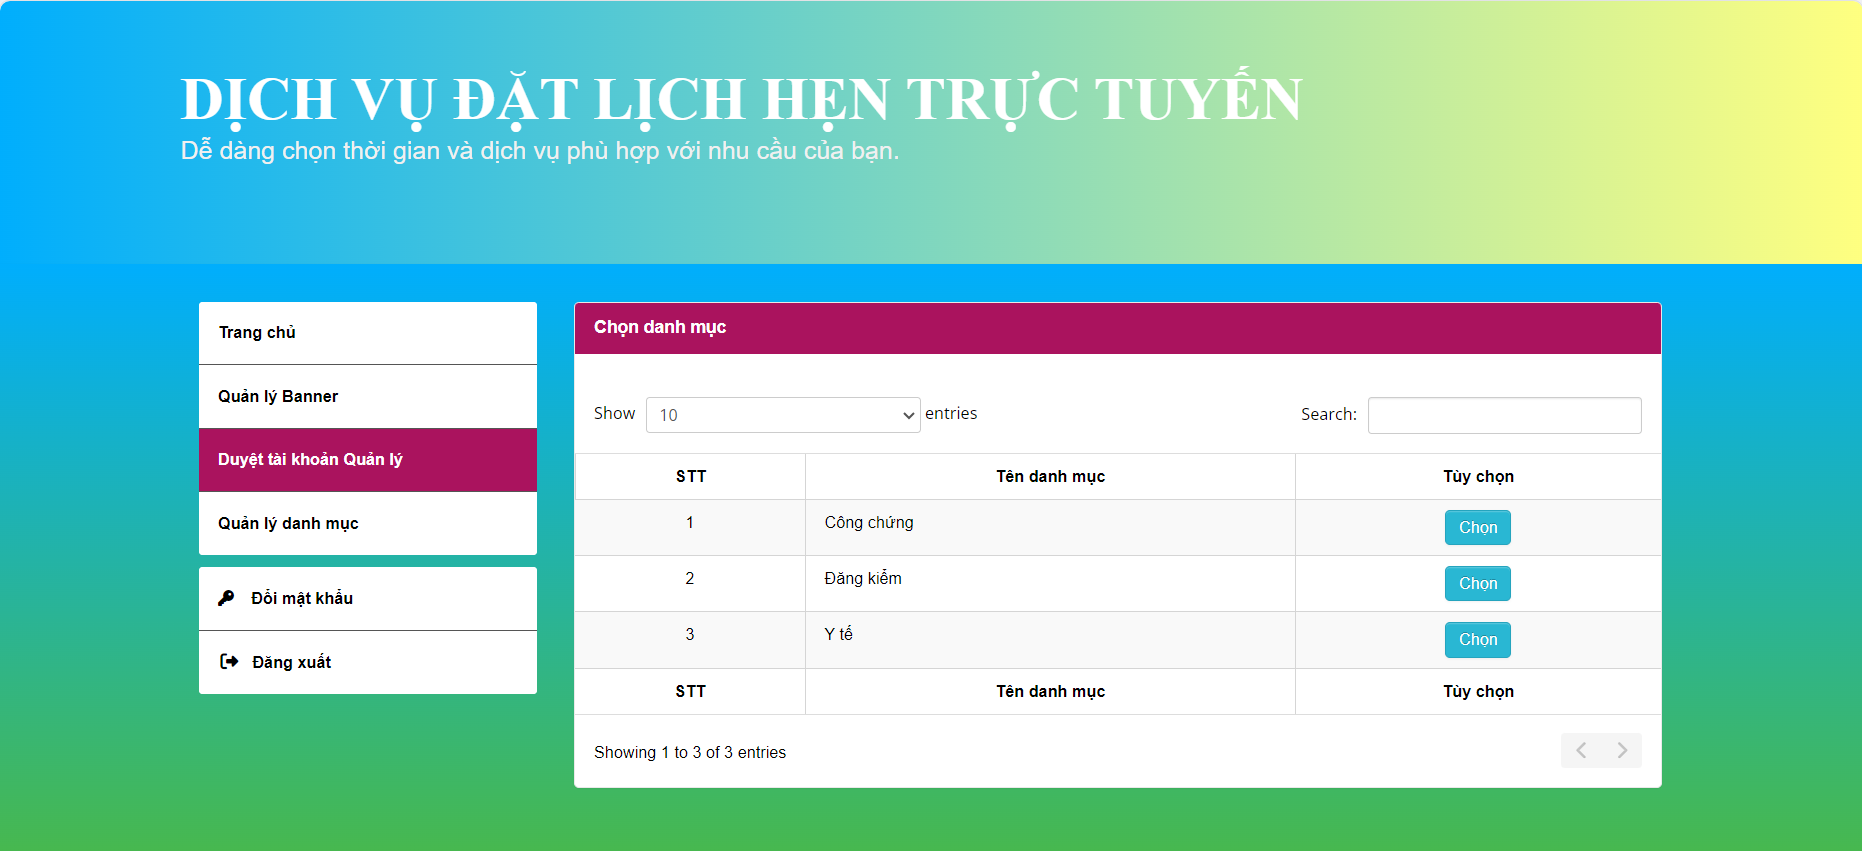 DỊCH VỤ ĐẶT LỊCH HẸN TRỰC TUYẾN
Dễ dàng chọn thời gian và dịch vụ phù hợp với nhu cầu của bạn.
Trang chủ
Quản lý Banner
Duyệt tài khoản Quản lý
Quản lý danh mục
Đổi mật khẩu
Đăng xuất
Chọn danh mục
Show 10 entries Search:
STT Tên danh mục Tùy chọn
1 Công chứng Chọn
2 Đăng kiểm Chọn
3 Y tế Chọn
STT Tên danh mục Tùy chọn
Showing 1 to 3 of 3 entries